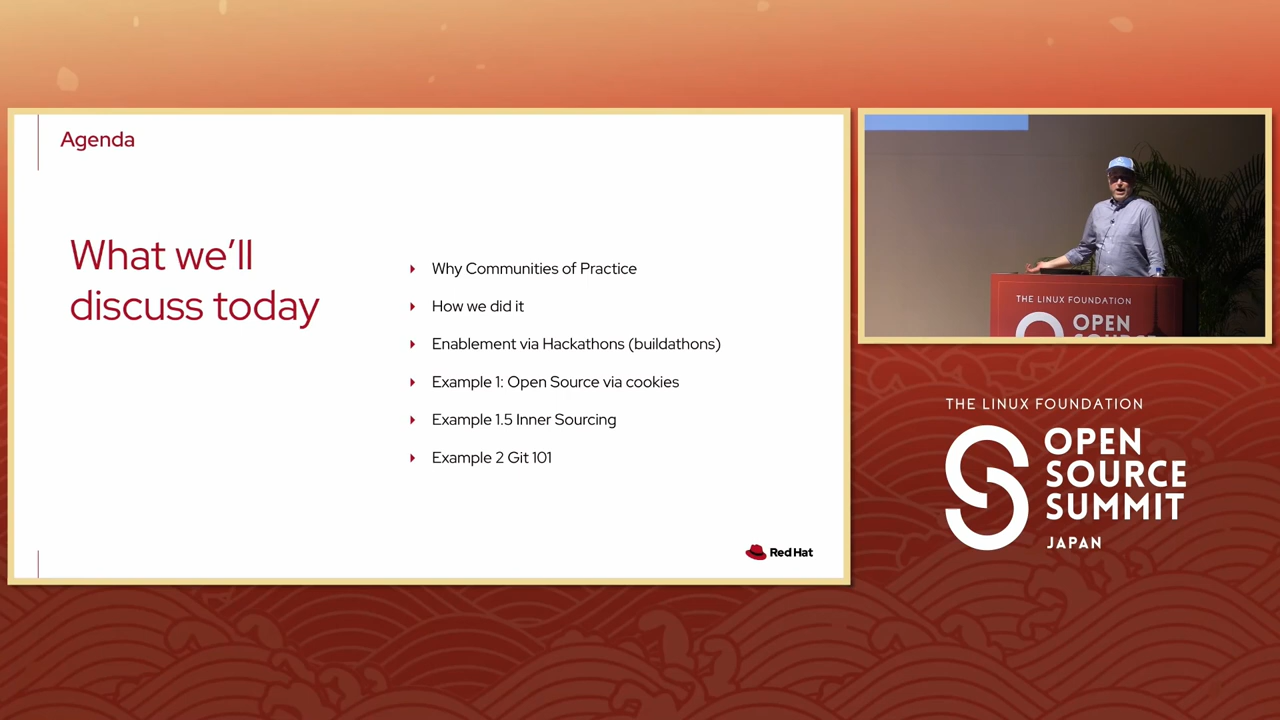 Agenda
What we'll
discuss today
Why Communities of Practice
How we did it
Enablement via Hackathons (buildathons)
Example 1: Open Source via cookies
Example 1.5 Inner Sourcing
Example 2 Git 101
Red Hat
THE LINUX FOUNDATION
OPEN
SOURCE
THE LINUX FOUNDATION
OPEN
SOURCE
SUMMIT
JAPAN